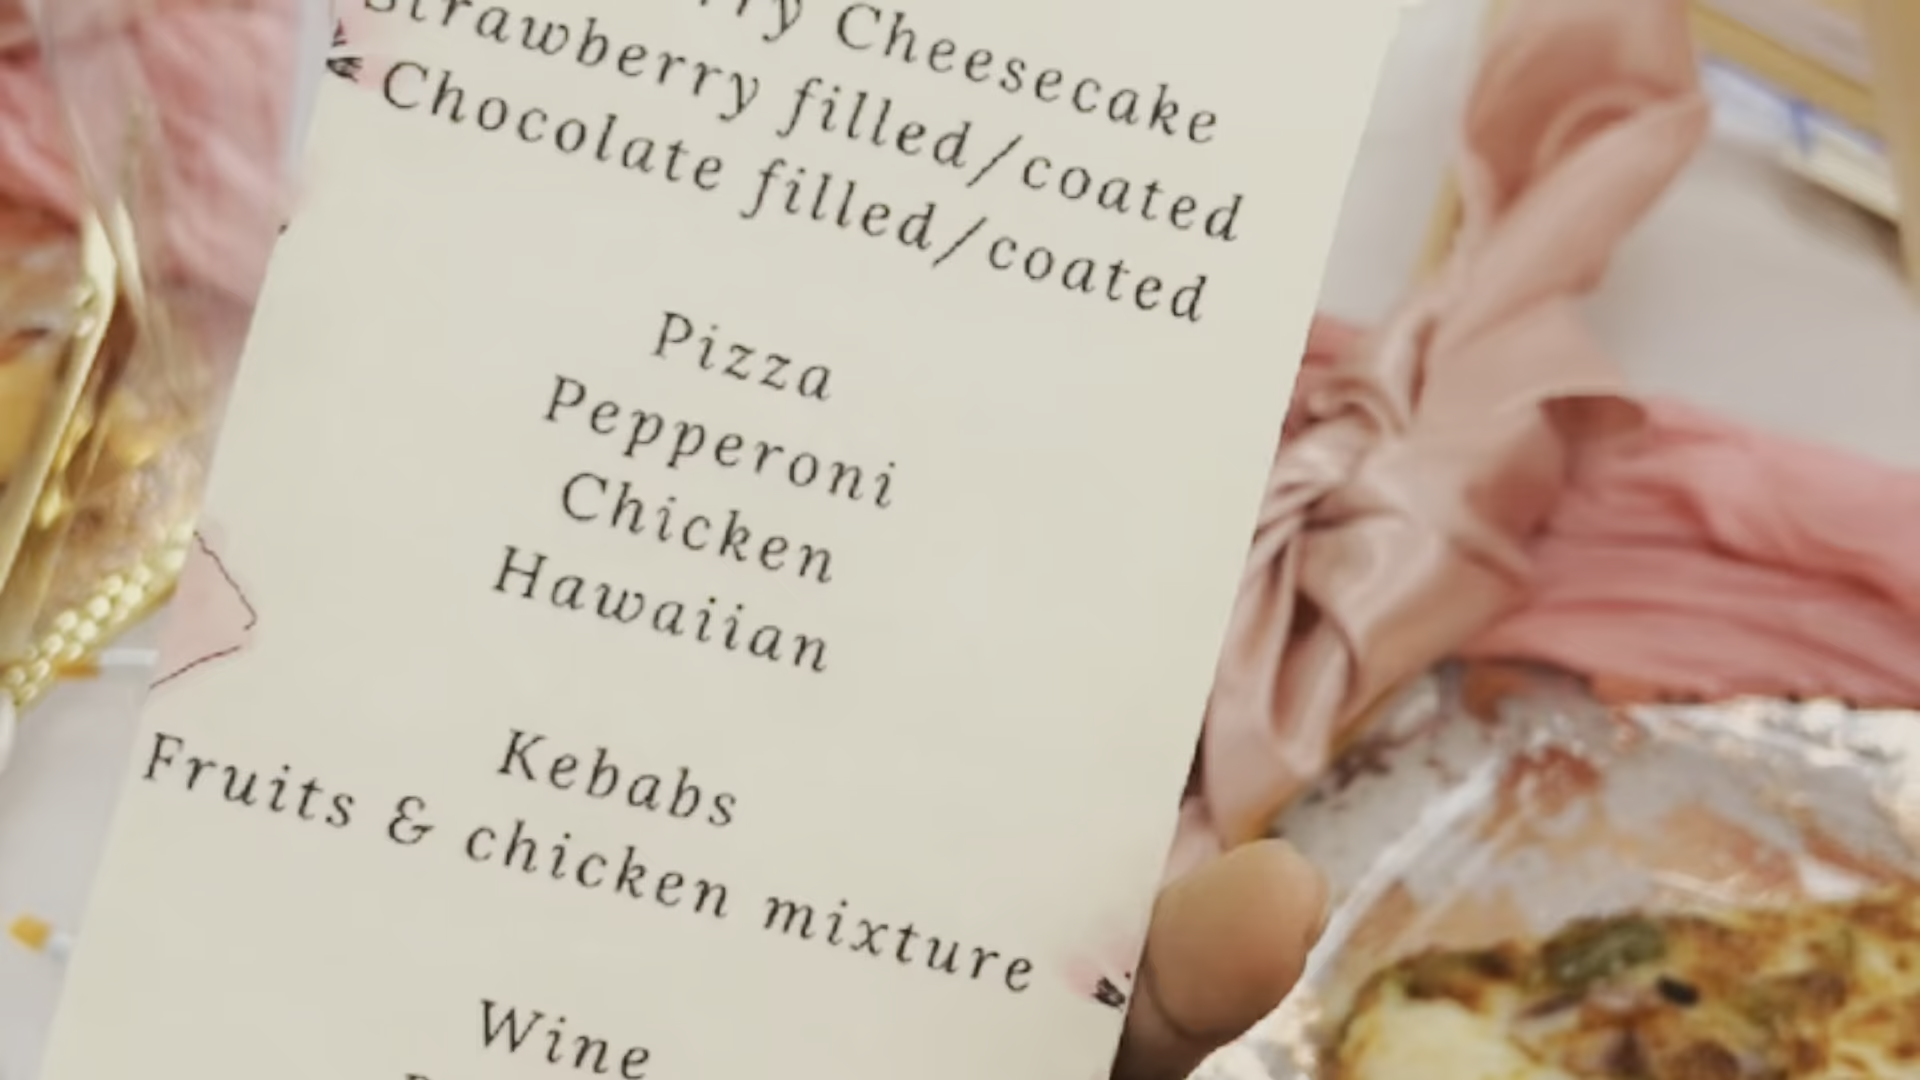 Cheesecake
Strawberry filled/coated
Chocolate filled/coated
Pizza
Pepperoni
Chicken
Hawaiian
Kebabs
Fruits & chicken mixture
Wine